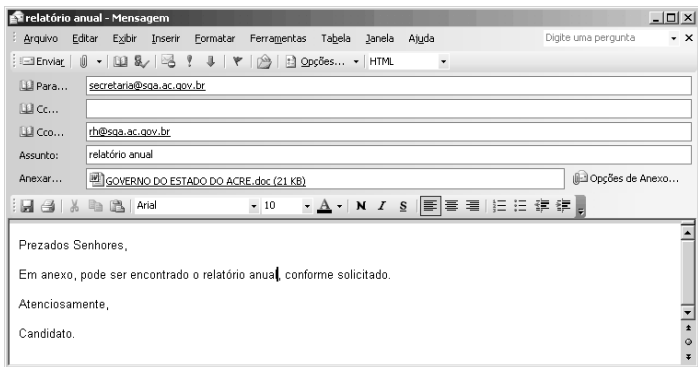 relatório anual - Mensagem
Arquivo Editar Exibir Inserir Formatar Ferramentas Tabela Janela Ajuda Digite uma pergunta
Enviar Opções... HTML
Para... secretaria@sga.ac.gov.br
Cc...
Cco... rh@sga.ac.gov.br
Assunto: relatório anual
Anexar... GOVERNO DO ESTADO DO ACRE.doc (21 KB) Opções de Anexo...
Arial 10 A N I S
Prezados Senhores,
Em anexo, pode ser encontrado o relatório anual, conforme solicitado.
Atenciosamente,
Candidato.